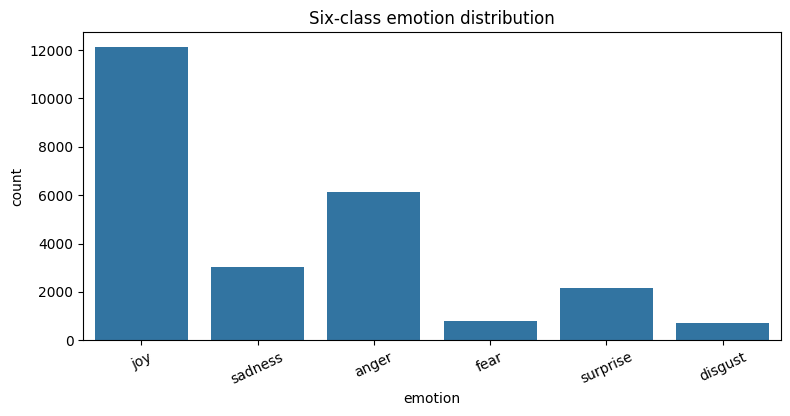 Six-class emotion distribution
12000
10000
8000
6000
4000
2000
0
count
joy
sadness
anger
fear
surprise
disgust
emotion